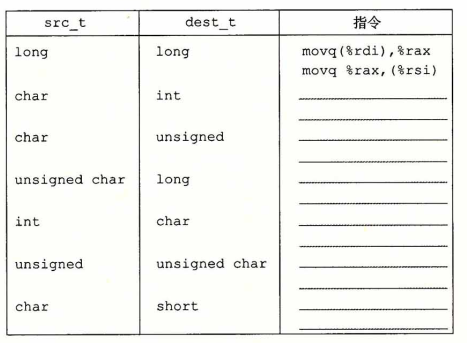 src_t dest_t 指令
long long movq(%rdi),%rax
movq %rax,(%rsi)
char int
char unsigned
unsigned char long
int char
unsigned unsigned char
char short